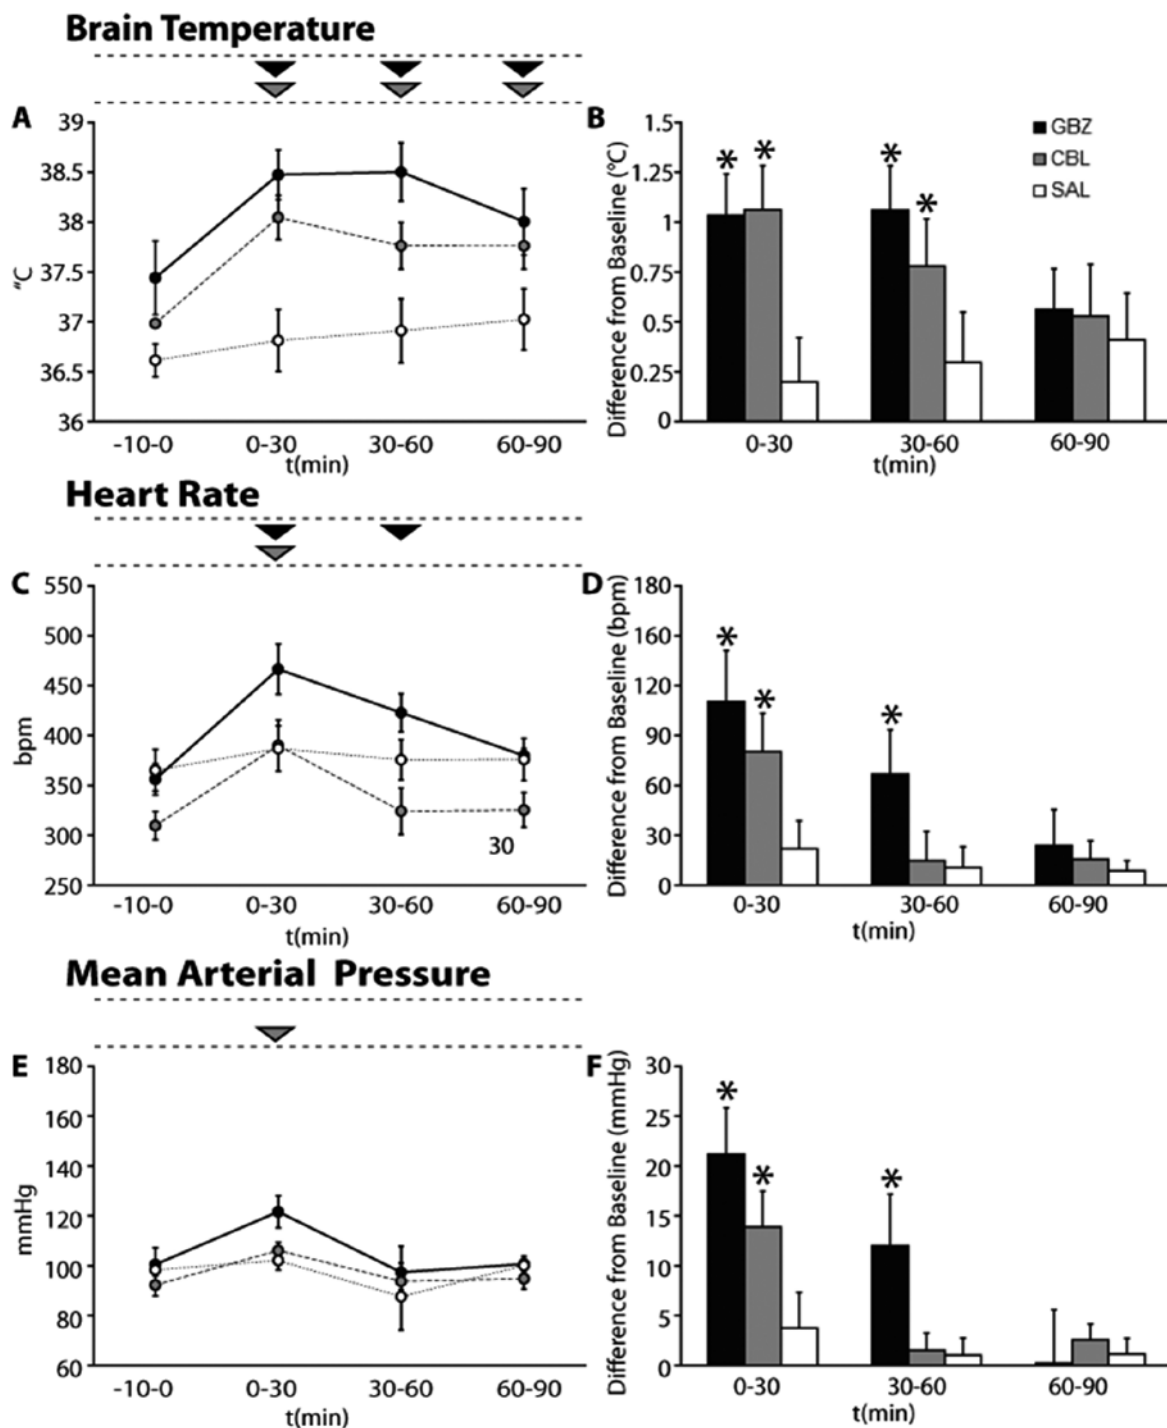 Brain Temperature
A
39
38.5
38
37.5
37
36.5
36
°C
-10-0 0-30 30-60 60-90
t(min)
B
1.5
1.25
1
0.75
0.5
0.25
0
Difference from Baseline (°C)
* * * *
GBZ
CBL
SAL
0-30 30-60 60-90
t(min)
Heart Rate
C
550
500
450
400
350
300
250
bpm
30
-10-0 0-30 30-60 60-90
t(min)
D
180
160
120
90
60
30
0
Difference from Baseline (bpm)
* * *
0-30 30-60 60-90
t(min)
Mean Arterial Pressure
E
180
160
140
120
100
80
60
mmHg
-10-0 0-30 30-60 60-90
t(min)
F
30
25
20
15
10
5
0
Difference from Baseline (mmHg)
* * *
0-30 30-60 60-90
t(min)